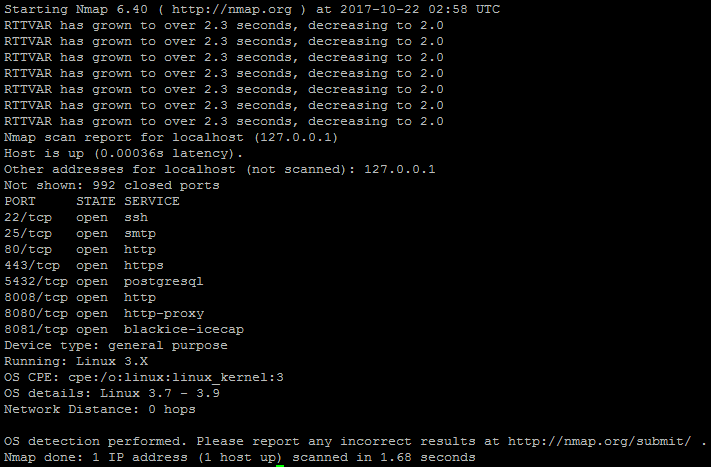 Starting Nmap 6.40 ( http://nmap.org ) at 2017-10-22 02:58 UTC
RTTVAR has grown to over 2.3 seconds, decreasing to 2.0
RTTVAR has grown to over 2.3 seconds, decreasing to 2.0
RTTVAR has grown to over 2.3 seconds, decreasing to 2.0
RTTVAR has grown to over 2.3 seconds, decreasing to 2.0
RTTVAR has grown to over 2.3 seconds, decreasing to 2.0
RTTVAR has grown to over 2.3 seconds, decreasing to 2.0
RTTVAR has grown to over 2.3 seconds, decreasing to 2.0
Nmap scan report for localhost (127.0.0.1)
Host is up (0.00036s latency).
Other addresses for localhost (not scanned): 127.0.0.1
Not shown: 992 closed ports
PORT     STATE SERVICE
22/tcp   open  ssh
25/tcp   open  smtp
80/tcp   open  http
443/tcp  open  https
5432/tcp open  postgresql
8008/tcp open  http
8080/tcp open  http-proxy
8081/tcp open  blackice-icecap
Device type: general purpose
Running: Linux 3.X
OS CPE: cpe:/o:linux:linux_kernel:3
OS details: Linux 3.7 - 3.9
Network Distance: 0 hops
OS detection performed. Please report any incorrect results at http://nmap.org/submit/ .
Nmap done: 1 IP address (1 host up) scanned in 1.68 seconds